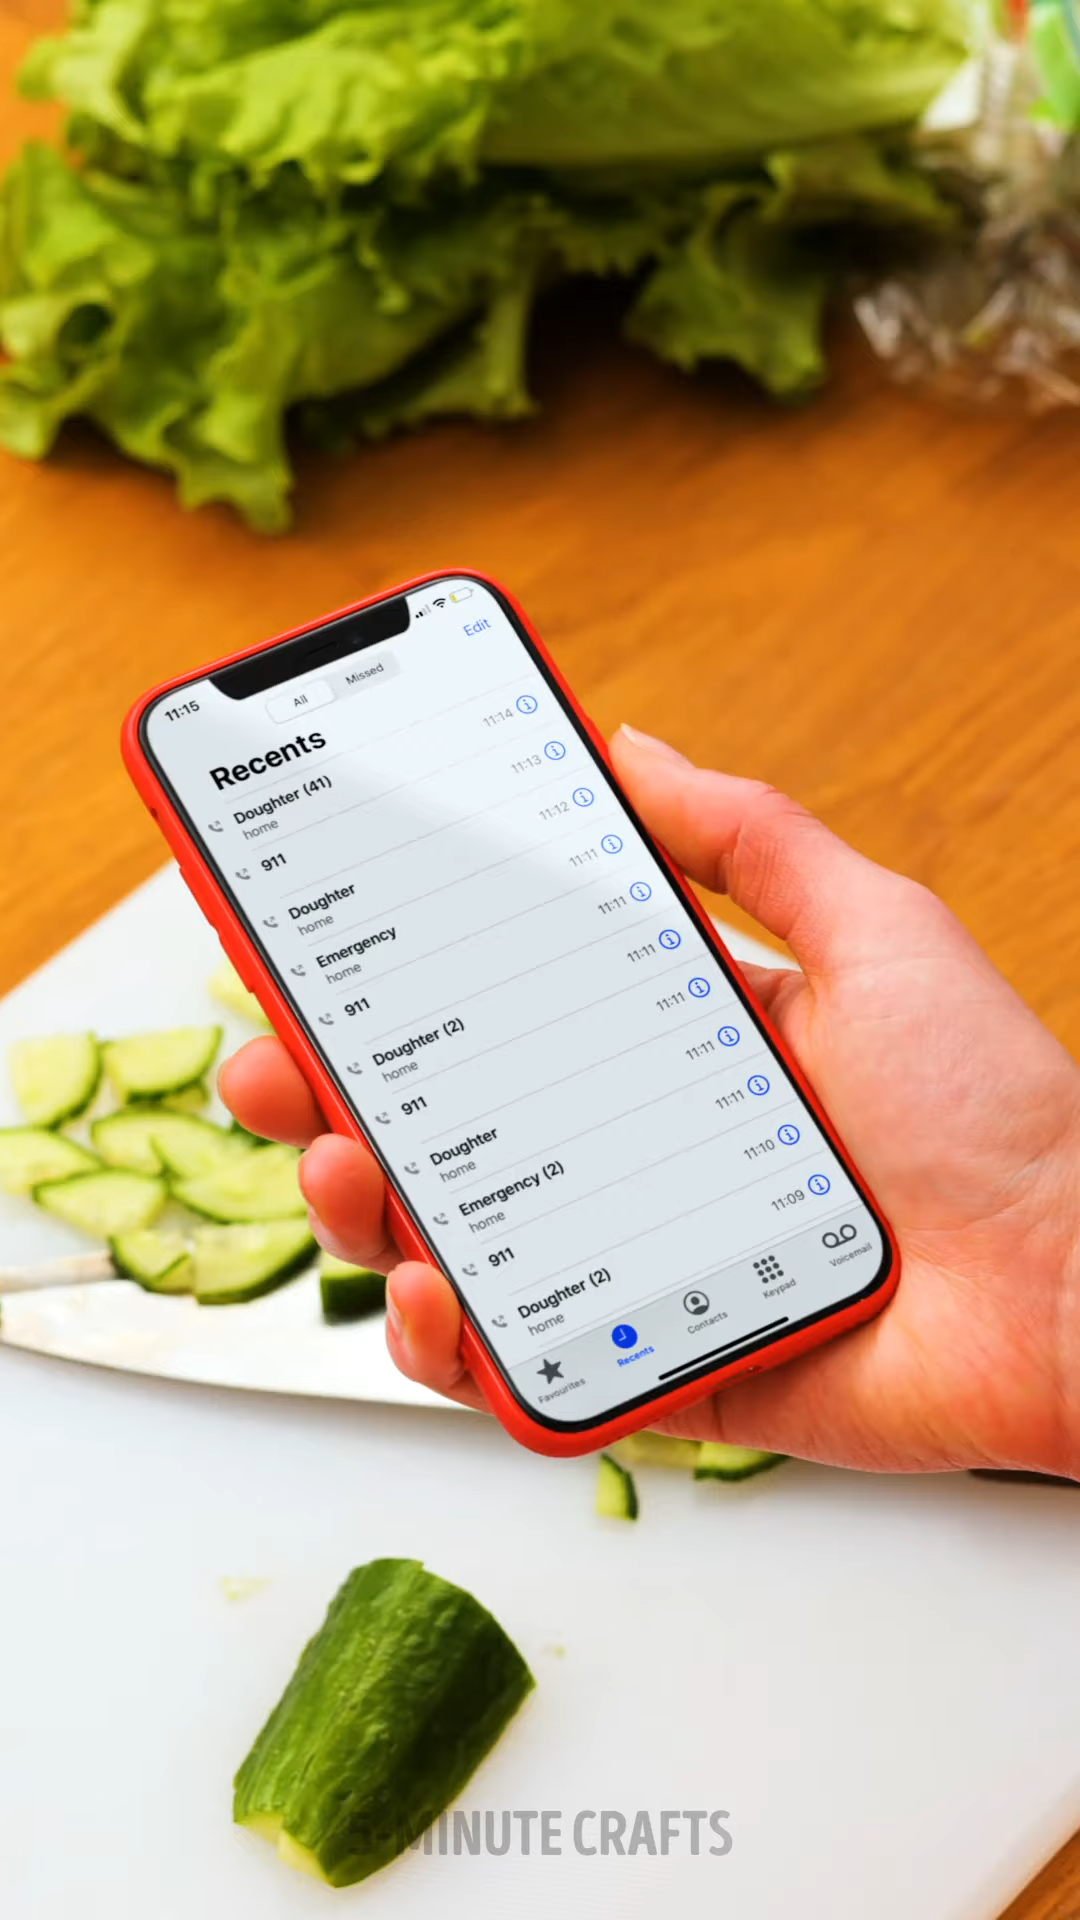 11:15
Edit
All Missed
Recents
Doughter (41)
home
11:14
911
11:13
Doughter
home
11:12
Emergency
home
11:11
911
11:11
Doughter (2)
home
11:11
911
11:11
Doughter
home
11:11
Emergency (2)
home
11:11
911
11:10
Doughter (2)
home
11:09
Favourites
Recents
Contacts
Keypad
Voicemail
5-MINUTE CRAFTS